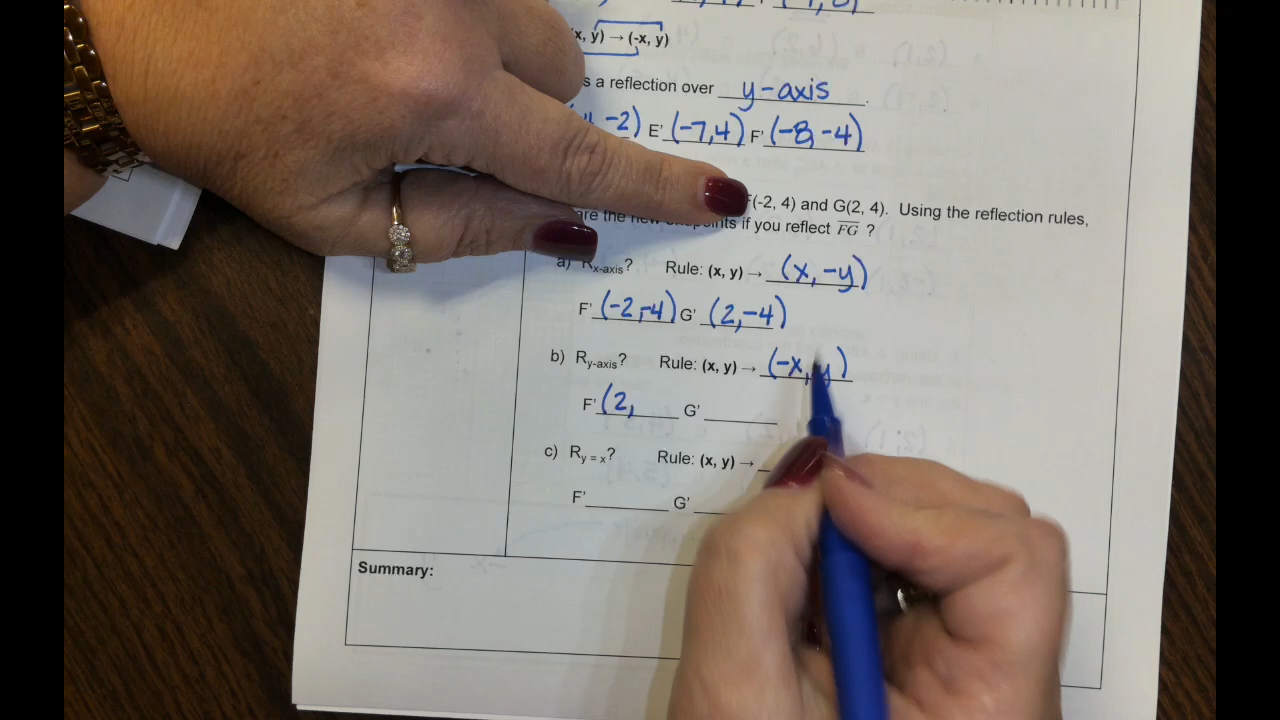 x, y) → (-x, y)
s a reflection over y-axis.
-2) E' (-7, 4) F' (-8, -4)
F(-2, 4) and G(2, 4). Using the reflection rules,
are the new endpoints if you reflect FG ?
a) Rx-axis? Rule: (x, y) → (x, -y)
F' (-2, -4) G' (2, -4)
b) Ry-axis? Rule: (x, y) → (-x, y)
F' (2, G'
c) Ry = x? Rule: (x, y) →
F' G'
Summary: